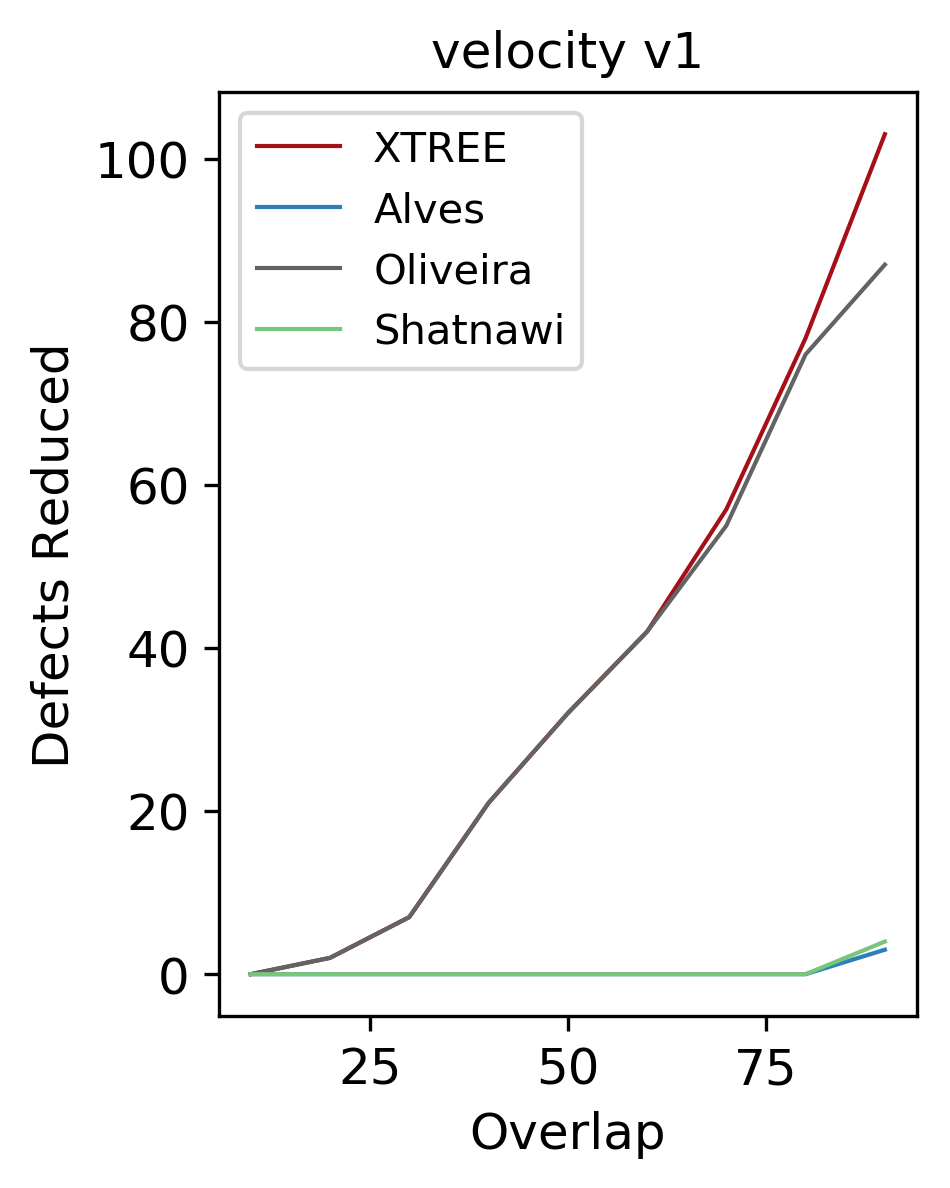 velocity v1
XTREE
Alves
Oliveira
Shatnawi
Defects Reduced
100
80
60
40
20
0
25 50 75
Overlap